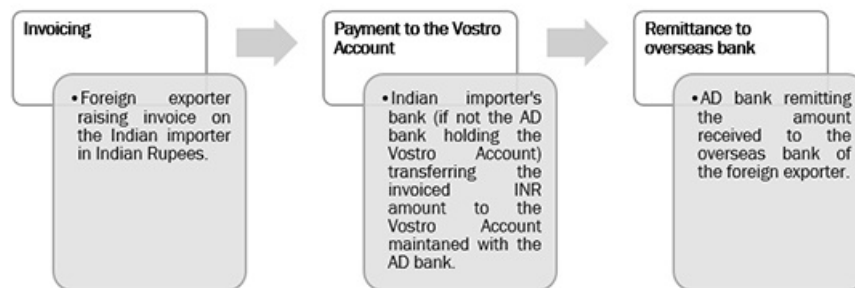 Invoicing
•Foreign exporter
raising invoice on
the Indian importer
in Indian Rupees.
Payment to the Vostro
Account
•Indian importer's
bank (if not the AD
bank holding the
Vostro Account)
transferring the
invoiced INR
amount to the
Vostro Account
maintaned with the
AD bank.
Remittance to
overseas bank
•AD bank remitting
the amount
received to the
overseas bank of
the foreign exporter.